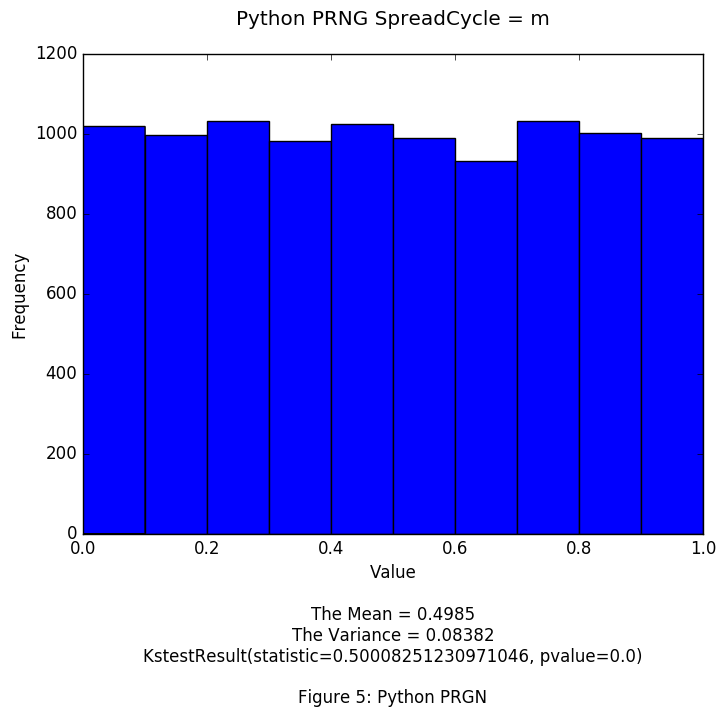 Python PRNG SpreadCycle = m
1200
1000
800
600
400
200
0
Frequency
0.0 0.2 0.4 0.6 0.8 1.0
Value
The Mean = 0.4985
The Variance = 0.08382
KstestResult(statistic=0.50008251230971046, pvalue=0.0)
Figure 5: Python PRGN